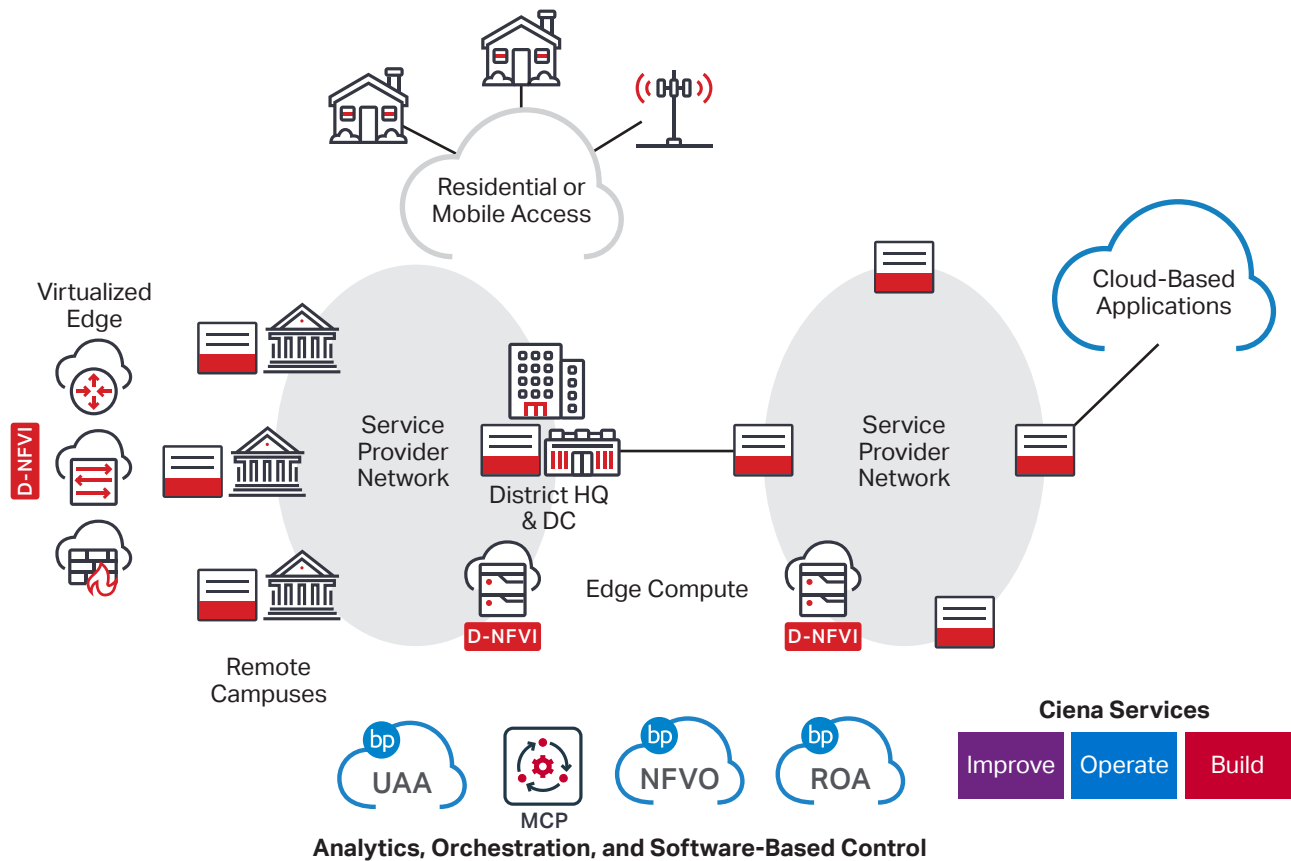 Residential or
Mobile Access
Cloud-Based
Applications
Virtualized
Edge
D-NFVI
Service
Provider
Network
District HQ
& DC
Service
Provider
Network
Edge Compute
D-NFVI
D-NFVI
Remote
Campuses
bp
UAA
MCP
bp
NFVO
bp
ROA
Analytics, Orchestration, and Software-Based Control
Ciena Services
Improve
Operate
Build